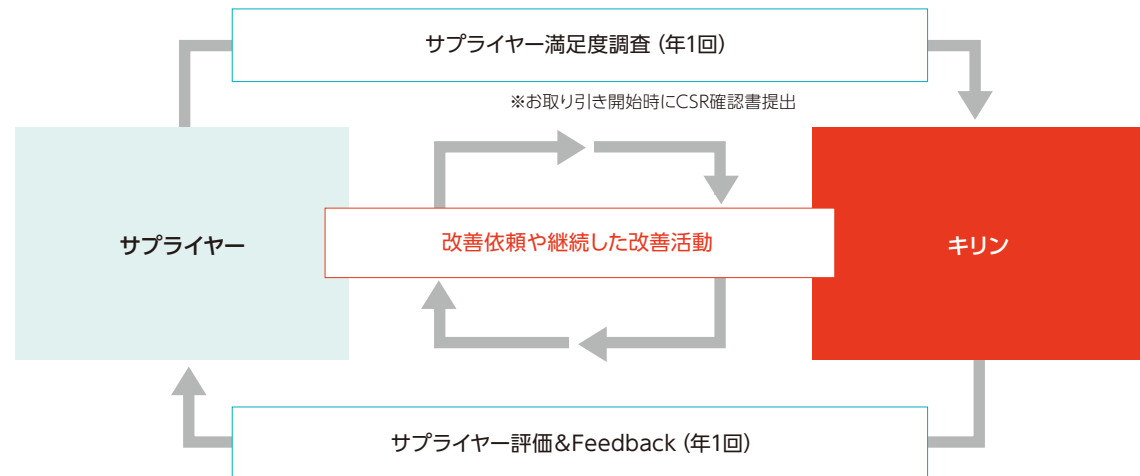 サプライヤー満足度調査 (年1回)
※お取り引き開始時にCSR確認書提出
サプライヤー
改善依頼や継続した改善活動
キリン
サプライヤー評価&Feedback (年1回)